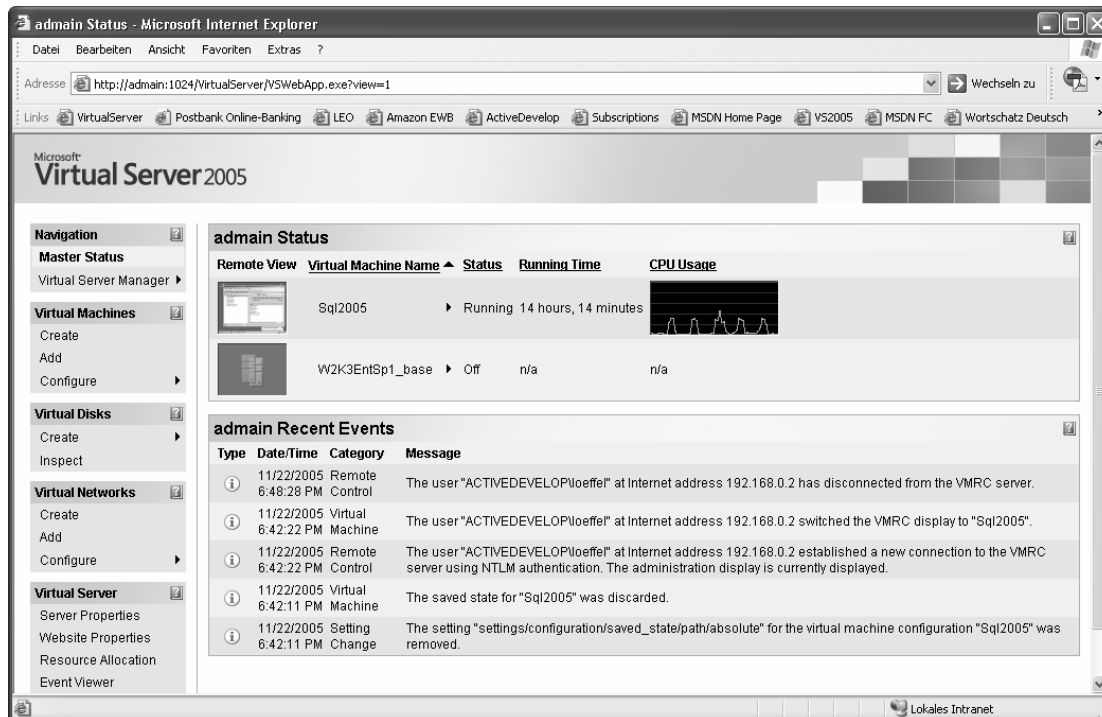 admain Status - Microsoft Internet Explorer
Datei Bearbeiten Ansicht Favoriten Extras ?
Adresse http://admain:1024/VirtualServer/VSWebApp.exe?view=1 Wechseln zu
Links VirtualServer Postbank Online-Banking LEO Amazon EWB ActiveDevelop Subscriptions MSDN Home Page VS2005 MSDN FC Wortschatz Deutsch
Microsoft
Virtual Server 2005
Navigation
Master Status
Virtual Server Manager
Virtual Machines
Create
Add
Configure
Virtual Disks
Create
Inspect
Virtual Networks
Create
Add
Configure
Virtual Server
Server Properties
Website Properties
Resource Allocation
Event Viewer
admain Status
Remote View Virtual Machine Name Status Running Time CPU Usage
Sql2005 Running 14 hours, 14 minutes
W2K3EntSp1_base Off n/a n/a
admain Recent Events
Type Date/Time Category Message
11/22/2005 Remote
6:48:28 PM Control
The user "ACTIVEDEVELOP\loeffel" at Internet address 192.168.0.2 has disconnected from the VMRC server.
11/22/2005 Virtual
6:42:22 PM Machine
The user "ACTIVEDEVELOP\loeffel" at Internet address 192.168.0.2 switched the VMRC display to "Sql2005".
11/22/2005 Remote
6:42:22 PM Control
The user "ACTIVEDEVELOP\loeffel" at Internet address 192.168.0.2 established a new connection to the VMRC
server using NTLM authentication. The administration display is currently displayed.
11/22/2005 Virtual
6:42:11 PM Machine
The saved state for "Sql2005" was discarded.
11/22/2005 Setting
6:42:11 PM Change
The setting "settings/configuration/saved_state/path/absolute" for the virtual machine configuration "Sql2005" was
removed.
Lokales Intranet